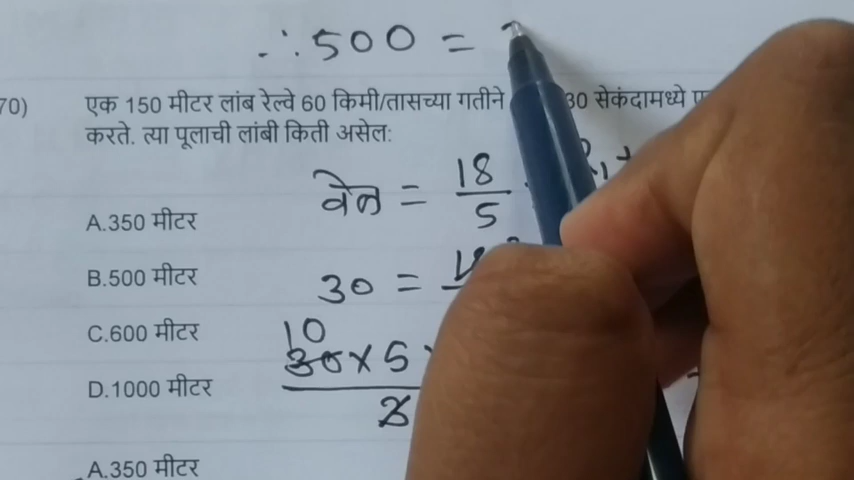 ∴ 500 =
70) एक 150 मीटर लांब रेल्वे 60 किमी/तासच्या गतीने 30 सेकंदामध्ये
करते. त्या पूलाची लांबी किती असेल:
वेळ = 18/5
A.350 मीटर
B.500 मीटर
30 =
C.600 मीटर
10
30 × 5
D.1000 मीटर
3
A.350 मीटर